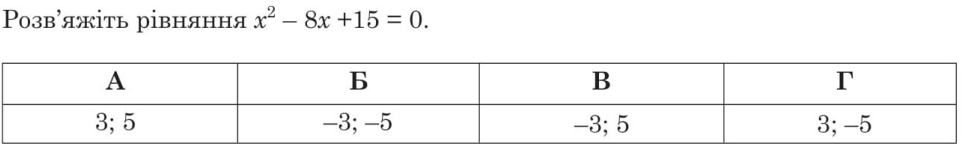 Розв’яжіть рівняння x² – 8x +15 = 0.
А Б В Г
3; 5 –3; –5 –3; 5 3; –5